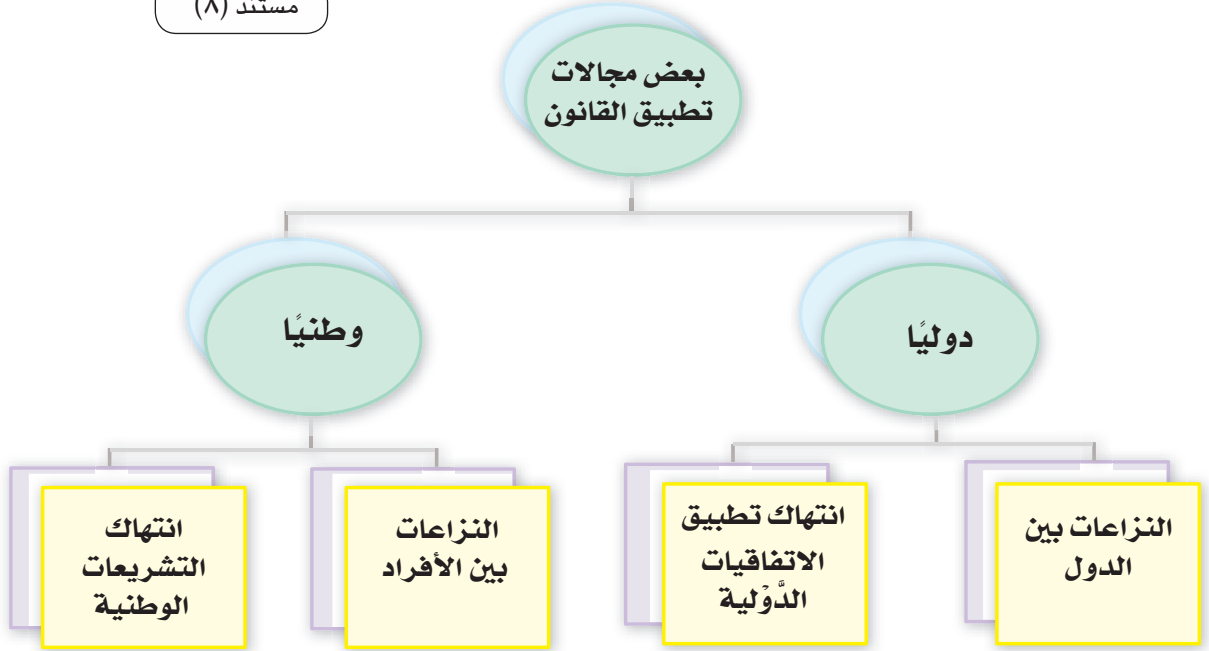 مستند (٨)
بعض مجالات
تطبيق القانون
دوليًا
وطنيًا
النزاعات بين
الدول
انتهاك تطبيق
الاتفاقيات
الدَّوْلية
النزاعات
بين الأفراد
انتهاك
التشريعات
الوطنية